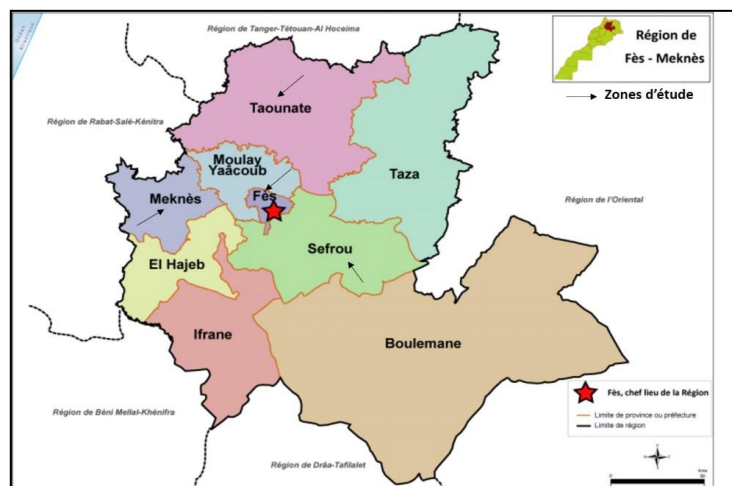 Océan
Atlantique
Région de Tanger-Tétouan-Al Hoceima
Région de
Fès - Meknès
Zones d'étude
Taounate
Région de Rabat-Salé-Kénitra
Moulay
Yaâcoub
Taza
Meknès
Fès
Région de l'Oriental
Sefrou
El Hajeb
Ifrane
Boulemane
Fès, chef lieu de la Région
Limite de province ou préfecture
Limite de région
Région de Béni Mellal-Khénifra
Région de Drâa-Tafilalet